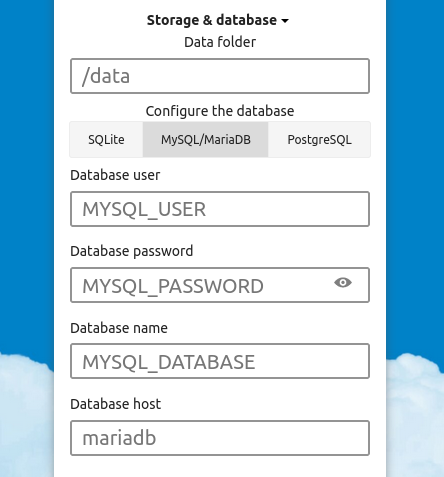 Storage & database
Data folder
/data
Configure the database
SQLite MySQL/MariaDB PostgreSQL
Database user
MYSQL_USER
Database password
MYSQL_PASSWORD
Database name
MYSQL_DATABASE
Database host
mariadb